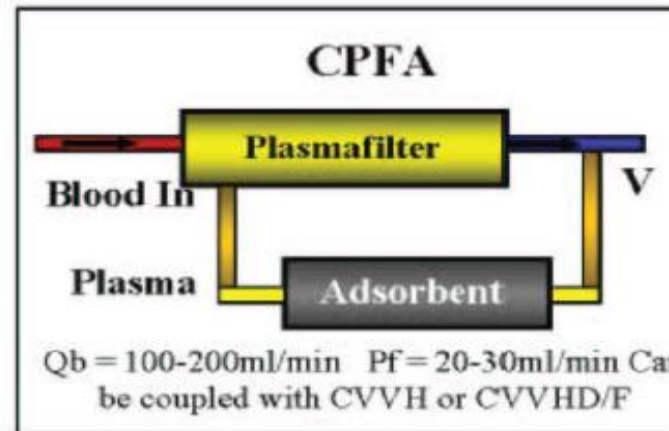 CPFA
Plasmafilter
Blood In
V
Plasma
Adsorbent
Qb = 100-200ml/min Pf = 20-30ml/min Can
be coupled with CVVH or CVVHD/F